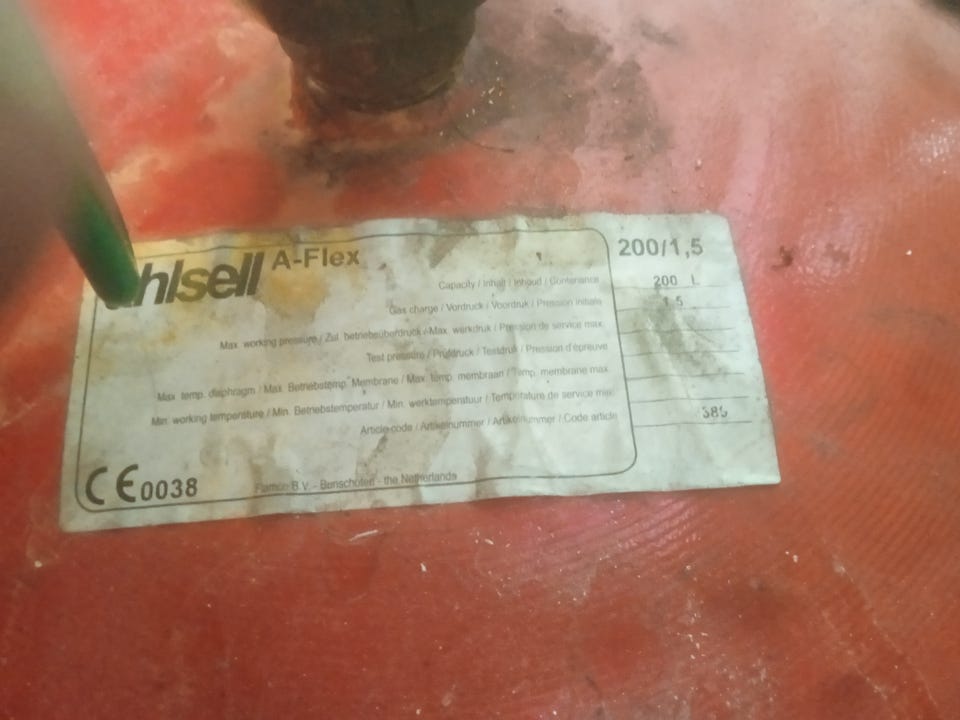 hlsell A-Flex 200/1,5
Capacity / Inhalt / Inhoud / Contenance 200 L
Gas charge / Vordruck / Voordruk / Pression initiale 1.5
Max. working pressure / Zul. betriebsüberdruck / Max. werkdruk / Pression de service max.
Test pressure / Prüfdruck / Testdruk / Pression d'épreuve
Max. temp. diaphragm / Max. Betriebstemp. Membrane / Max. temp. membraan / Temp. membrane max.
Min. working temperature / Min. Betriebstemperatur / Min. werktemperatuur / Temperature de service min.
Article code / Artikelnummer / Artikelnummer / Code article
CE 0038 Flamco B.V. - Bunschoten - the Netherlands